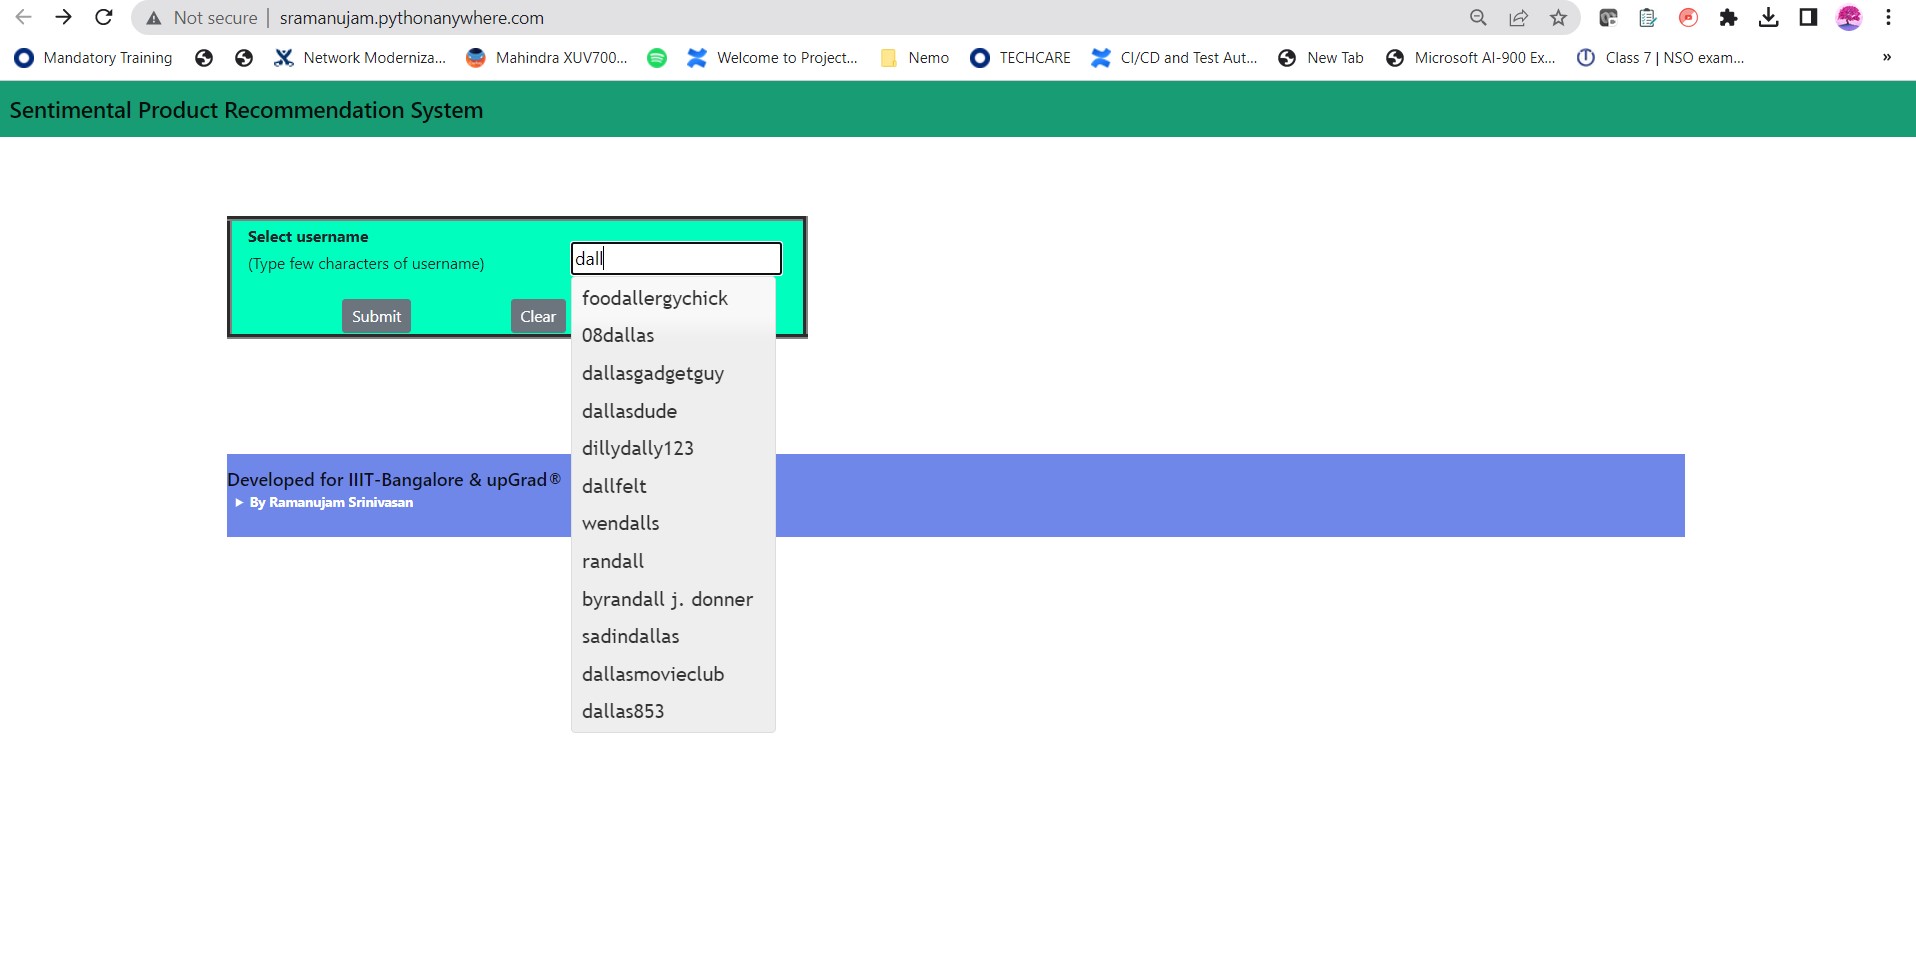 Not secure | sramanujam.pythonanywhere.com
Mandatory Training Network Moderniza... Mahindra XUV700... Welcome to Project... Nemo TECHCARE CI/CD and Test Aut... New Tab Microsoft AI-900 Ex... Class 7 | NSO exam... »
Sentimental Product Recommendation System
Select username
(Type few characters of username)
dall
Submit Clear
foodallergychick
08dallas
dallasgadgetguy
dallasdude
dillydally123
dallfelt
wendalls
randall
byrandall j. donner
sadindallas
dallasmovieclub
dallas853
Developed for IIIT-Bangalore & upGrad®
By Ramanujam Srinivasan